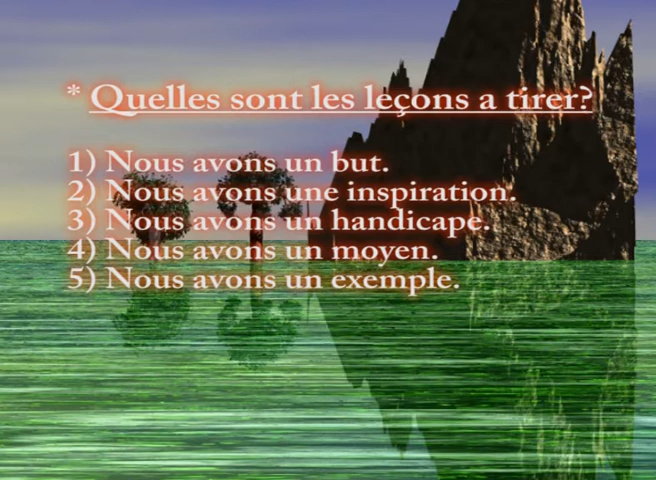 * Quelles sont les leçons a tirer?
1) Nous avons un but.
2) Nous avons une inspiration.
3) Nous avons un handicape.
4) Nous avons un moyen.
5) Nous avons un exemple.